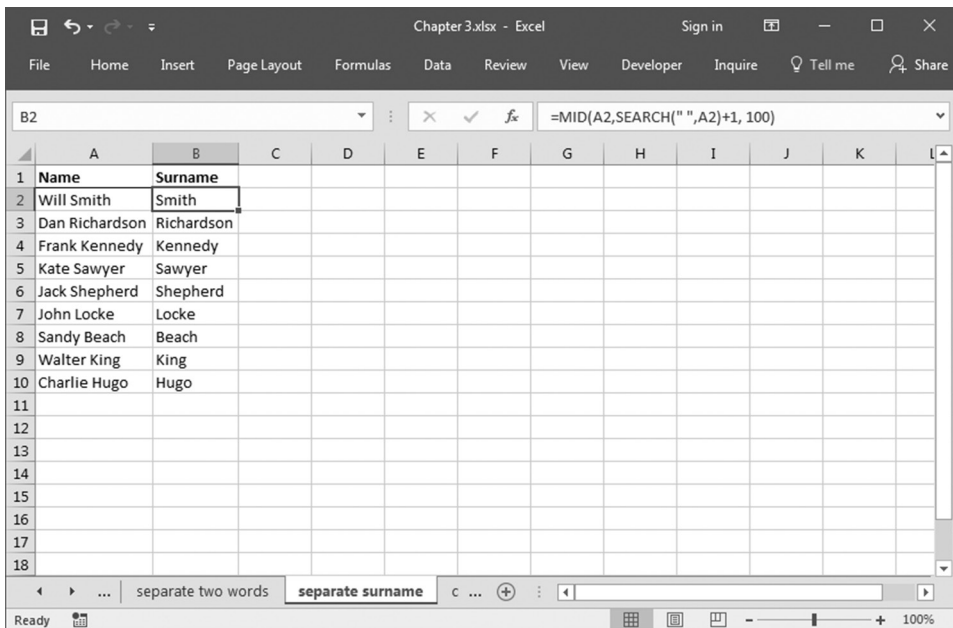 Chapter 3.xlsx - Excel Sign in
File Home Insert Page Layout Formulas Data Review View Developer Inquire Tell me Share
B2 fx =MID(A2,SEARCH(" ",A2)+1, 100)
A B C D E F G H I J K L
1 Name Surname
2 Will Smith Smith
3 Dan Richardson Richardson
4 Frank Kennedy Kennedy
5 Kate Sawyer Sawyer
6 Jack Shepherd Shepherd
7 John Locke Locke
8 Sandy Beach Beach
9 Walter King King
10 Charlie Hugo Hugo
11
12
13
14
15
16
17
18
... separate two words separate surname c ...
Ready 100%